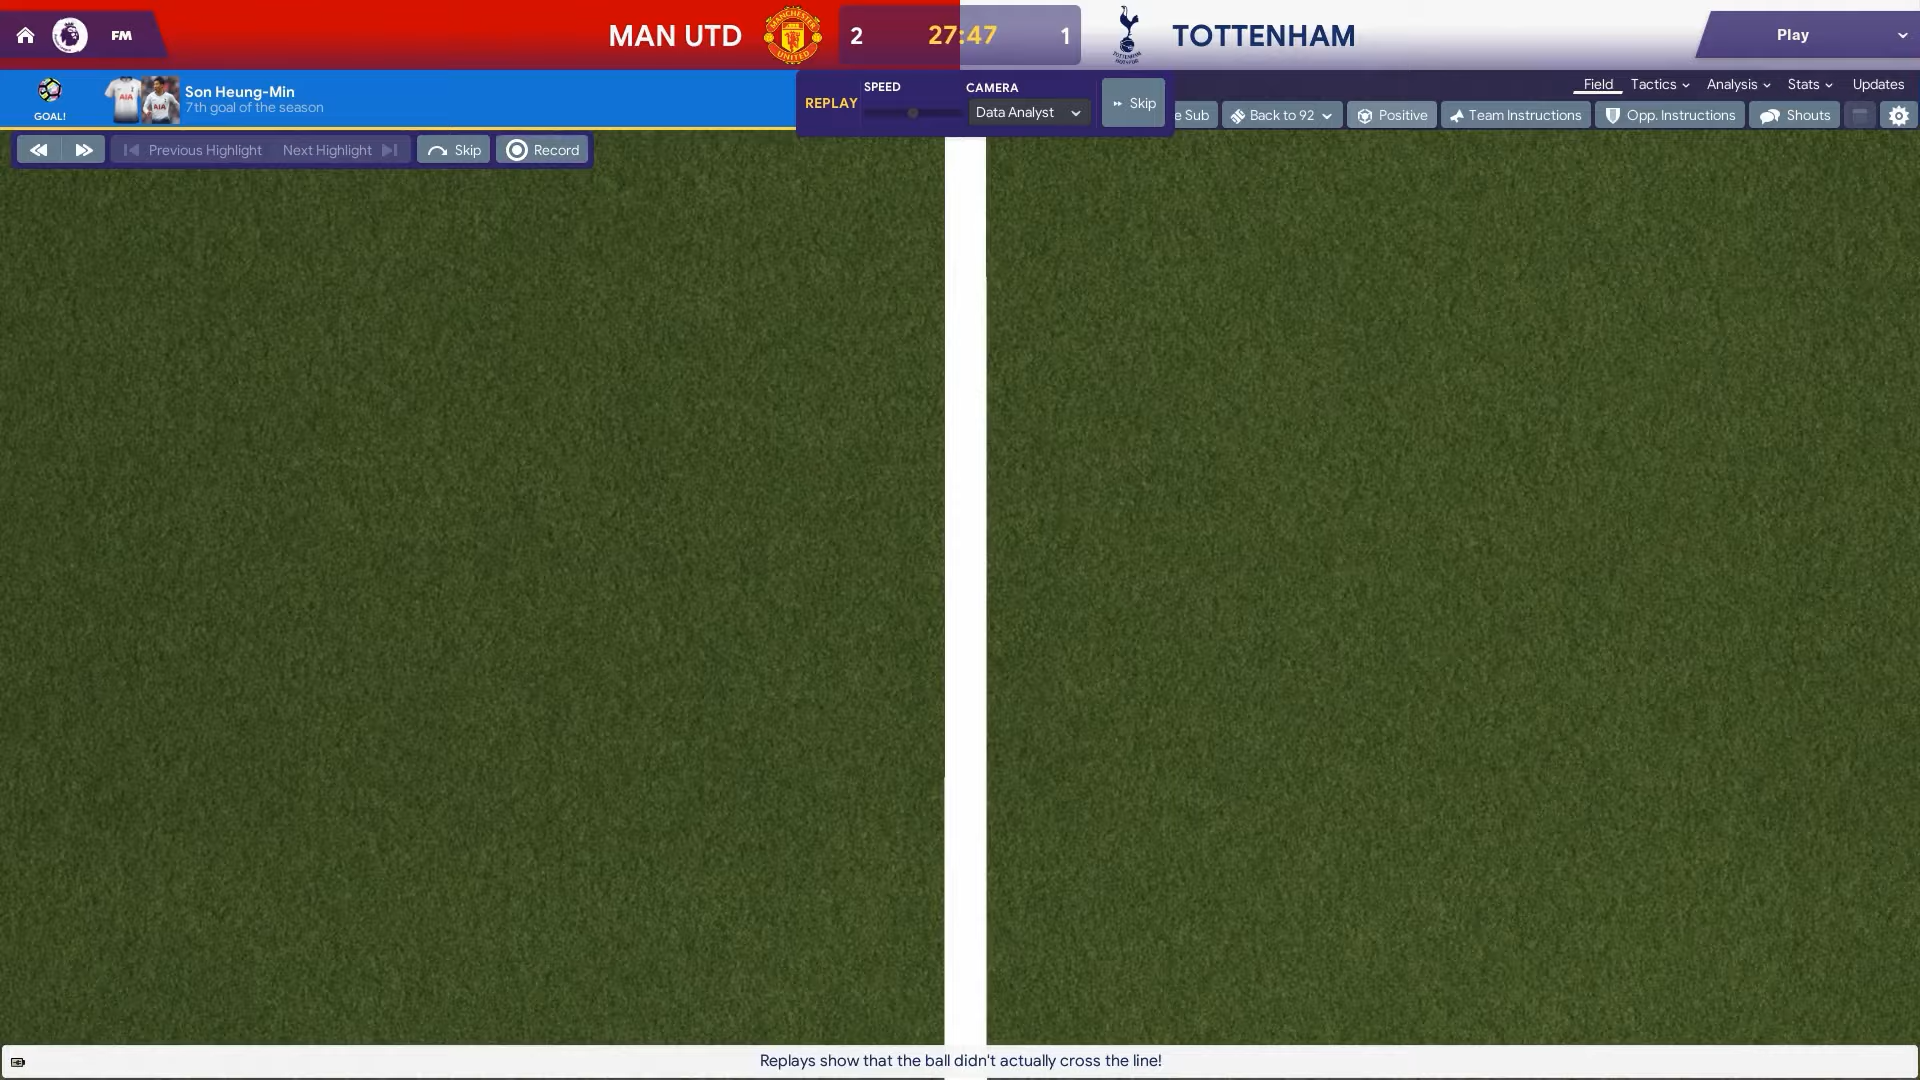 FM
MAN UTD
2
27:47
1
TOTTENHAM
Play
GOAL!
Son Heung-Min
7th goal of the season
REPLAY
SPEED
CAMERA
Data Analyst
Skip
Field
Tactics
Analysis
Stats
Updates
e Sub
Back to 92
Positive
Team Instructions
Opp. Instructions
Shouts
Previous Highlight
Next Highlight
Skip
Record
Replays show that the ball didn't actually cross the line!